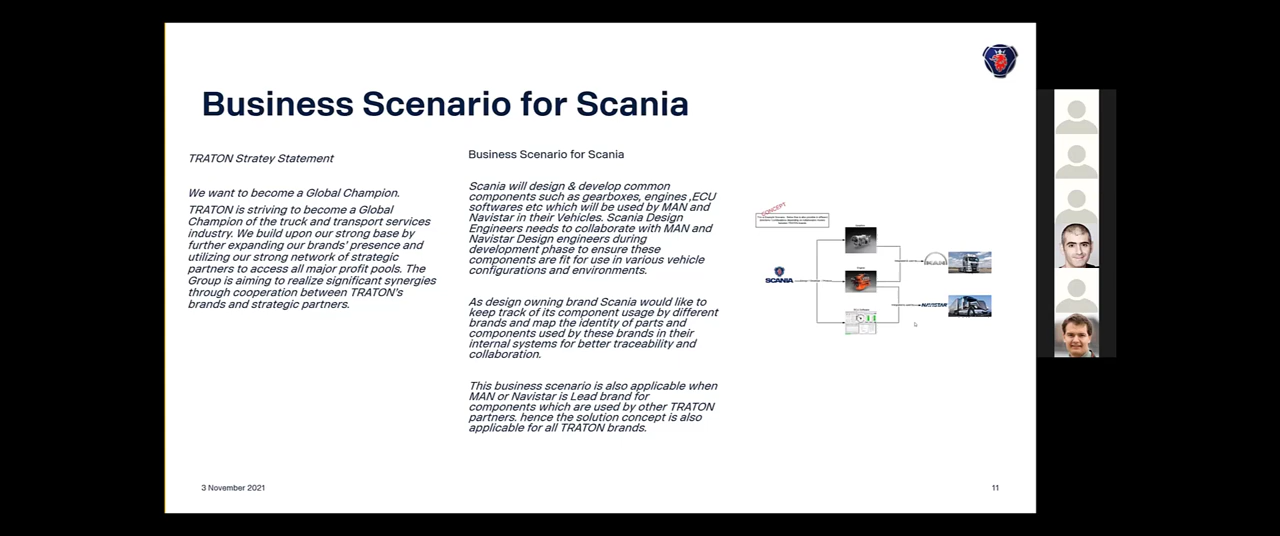 Business Scenario for Scania
TRATON Stratey Statement
We want to become a Global Champion.
TRATON is striving to become a Global
Champion of the truck and transport services
industry. We build upon our strong base by
further expanding our brands' presence and
utilizing our strong network of strategic
partners to access all major profit pools. The
Group is aiming to realize significant synergies
through cooperation between TRATON's
brands and strategic partners.
Business Scenario for Scania
Scania will design & develop common
components such as gearboxes, engines ,ECU
softwares etc which will be used by MAN and
Navistar in their Vehicles. Scania Design
Engineers needs to collaborate with MAN and
Navistar Design engineers during
development phase to ensure these
components are fit for use in various vehicle
configurations and environments.
As design owning brand Scania would like to
keep track of its component usage by different
brands and map the identity of parts and
components used by these brands in their
internal systems for better traceability and
collaboration.
This business scenario is also applicable when
MAN or Navistar is Lead brand for
components which are used by other TRATON
partners. hence the solution concept is also
applicable for all TRATON brands.
CONCEPT
SCANIA
NAVISTAR
3 November 2021
11